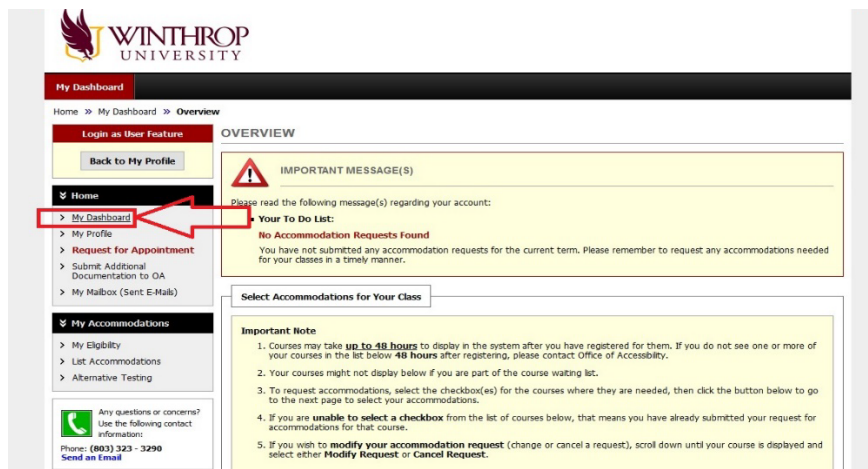 WINTHROP
UNIVERSITY
My Dashboard
Home » My Dashboard » Overview
Login as User Feature
Back to My Profile
Home
My Dashboard
My Profile
Request for Appointment
Submit Additional
Documentation to OA
My Mailbox (Sent E-Mails)
My Accommodations
My Eligibility
List Accommodations
Alternative Testing
Any questions or concerns?
Use the following contact
information:
Phone: (803) 323 - 3290
Send an Email
OVERVIEW
IMPORTANT MESSAGE(S)
Please read the following message(s) regarding your account:
Your To Do List:
No Accommodation Requests Found
You have not submitted any accommodation requests for the current term. Please remember to request any accommodations needed
for your classes in a timely manner.
Select Accommodations for Your Class
Important Note
1. Courses may take up to 48 hours to display in the system after you have registered for them. If you do not see one or more of
your courses in the list below 48 hours after registering, please contact Office of Accessibility.
2. Your courses might not display below if you are part of the course waiting list.
3. To request accommodations, select the checkbox(es) for the courses where they are needed, then click the button below to go
to the next page to select your accommodations.
4. If you are unable to select a checkbox from the list of courses below, that means you have already submitted your request for
accommodations for that course.
5. If you wish to modify your accommodation request (change or cancel a request), scroll down until your course is displayed and
select either Modify Request or Cancel Request.